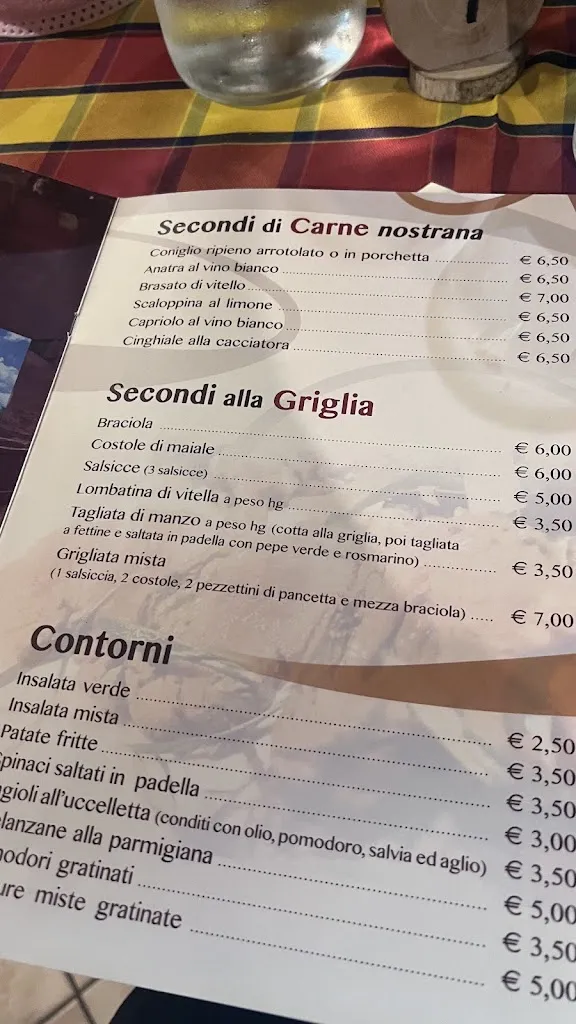 Secondi di Carne nostrana
Coniglio ripieno arrotolato o in porchetta € 6,50
Anatra al vino bianco € 6,50
Brasato di vitello € 7,00
Scaloppina al limone € 6,50
Capriolo al vino bianco € 6,50
Cinghiale alla cacciatora € 6,50
Secondi alla Griglia
Braciola € 6,00
Costole di maiale € 6,00
Salsicce (3 salsicce) € 5,00
Lombatina di vitella a peso hg € 3,50
Tagliata di manzo a peso hg (cotta alla griglia, poi tagliata
a fettine e saltata in padella con pepe verde e rosmarino) € 3,50
Grigliata mista
(1 salsiccia, 2 costole, 2 pezzettini di pancetta e mezza braciola) € 7,00
Contorni
Insalata verde € 2,50
Insalata mista € 3,50
Patate fritte € 3,50
Spinaci saltati in padella € 3,00
gioli all'uccelletta (conditi con olio, pomodoro, salvia ed aglio) € 3,50
lanzane alla parmigiana € 5,00
odori gratinati € 3,50
ure miste gratinate € 5,00